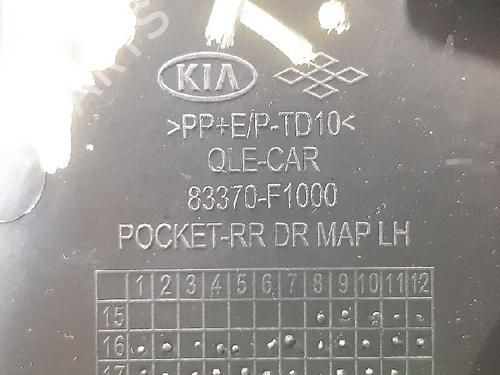 KIA
>PP+E/P-TD10<
QLE-CAR
83370-F1000
POCKET-RR DR MAP LH
1 2 3 4 5 6 7 8 9 10 11 12
15
16
17